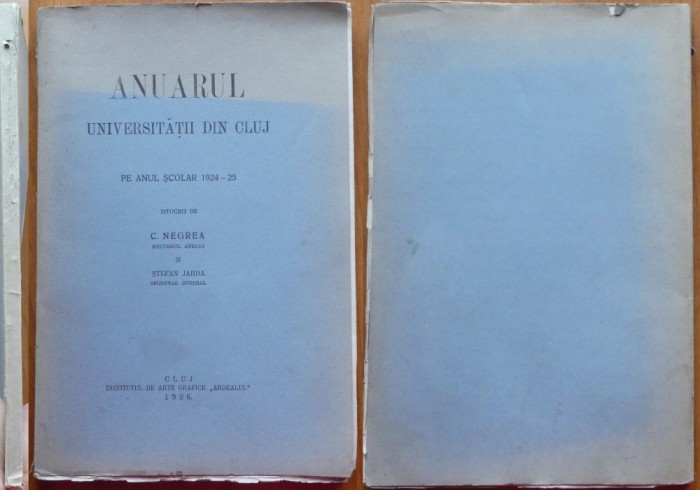 ANUARUL
UNIVERSITĂȚII DIN CLUJ
PE ANUL ȘCOLAR 1924–25
ÎNTOCMIT DE
C. NEGREA
RECTORUL ANULUI
ȘI
ȘTEFAN JARDA
SECRETAR GENERAL
CLUJ
INSTITUTUL DE ARTE GRAFICE „ARDEALUL"
1926.